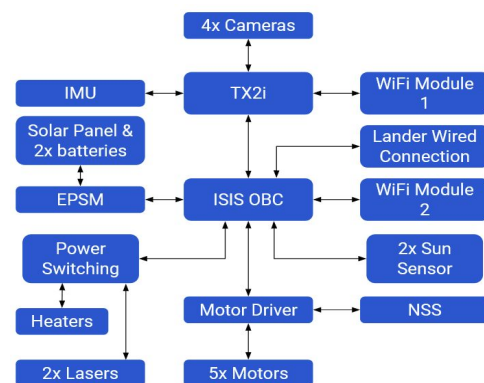 4x Cameras
IMU
TX2i
WiFi Module
1
Solar Panel &
2x batteries
Lander Wired
Connection
EPSM
ISIS OBC
WiFi Module
2
Power
Switching
2x Sun
Sensor
Heaters
Motor Driver
NSS
2x Lasers
5x Motors